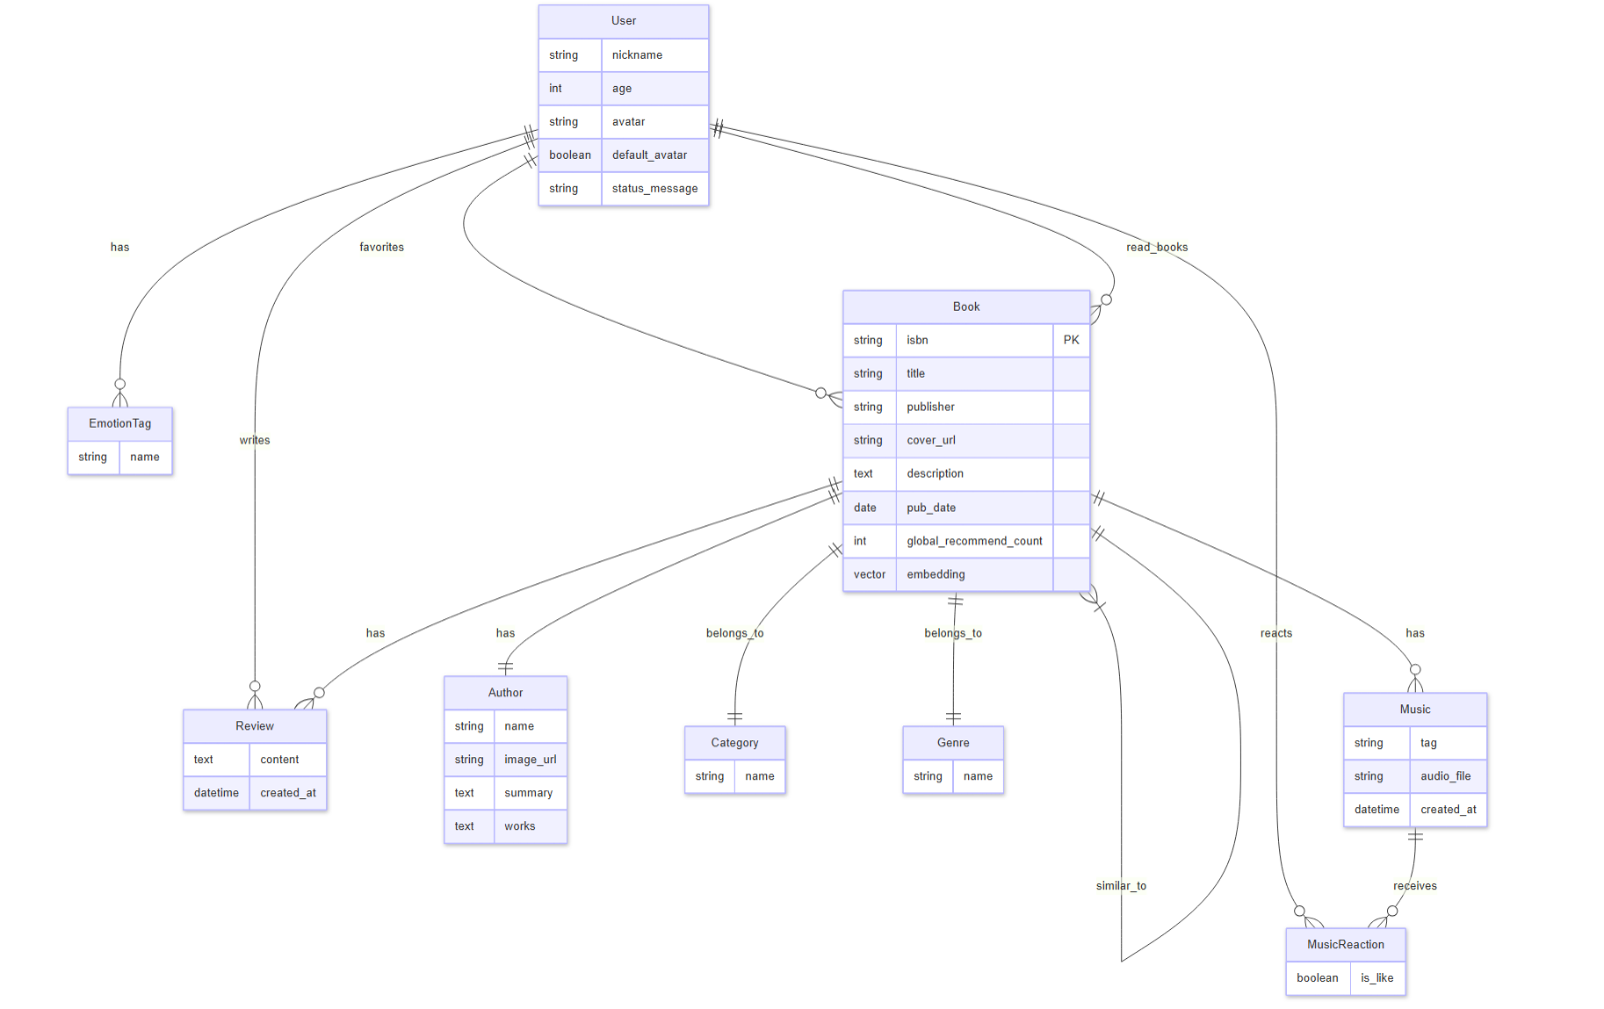 User
string nickname
int age
string avatar
boolean default_avatar
string status_message
has
favorites
read_books
Book
string isbn PK
string title
string publisher
string cover_url
text description
date pub_date
int global_recommend_count
vector embedding
EmotionTag
string name
writes
has
has
belongs_to
belongs_to
reacts
has
Review
text content
datetime created_at
Author
string name
string image_url
text summary
text works
Category
string name
Genre
string name
Music
string tag
string audio_file
datetime created_at
similar_to
receives
MusicReaction
boolean is_like